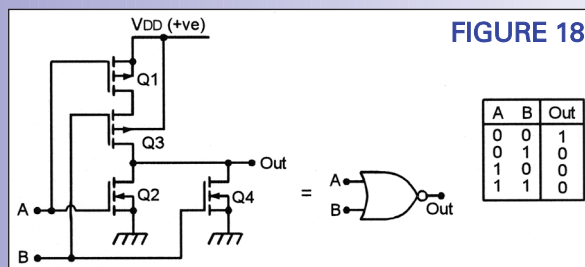 FIGURE 18
VDD (+ve)
Q1
Q3
Out
Q2
Q4
A
B
=
A
B
Out
A B Out
0 0 1
0 1 0
1 0 0
1 1 0